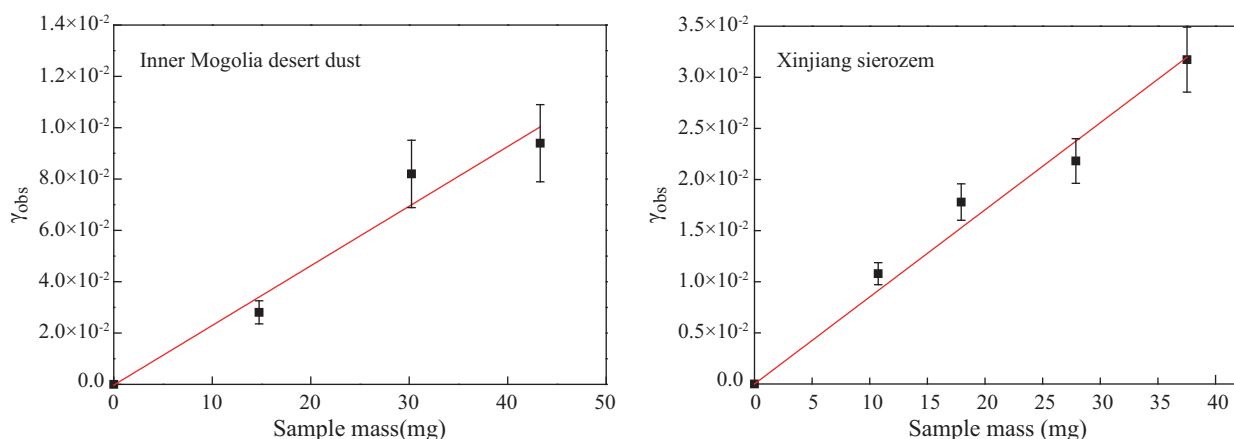 1.4×10⁻²
1.2×10⁻²
1.0×10⁻²
8.0×10⁻²
6.0×10⁻²
4.0×10⁻²
2.0×10⁻²
0.0
γobs
Inner Mogolia desert dust
0 10 20 30 40 50
Sample mass(mg)
3.5×10⁻²
3.0×10⁻²
2.5×10⁻²
2.0×10⁻²
1.5×10⁻²
1.0×10⁻²
0.5×10⁻²
0.0
γobs
Xinjiang sierozem
0 5 10 15 20 25 30 35 40
Sample mass (mg)